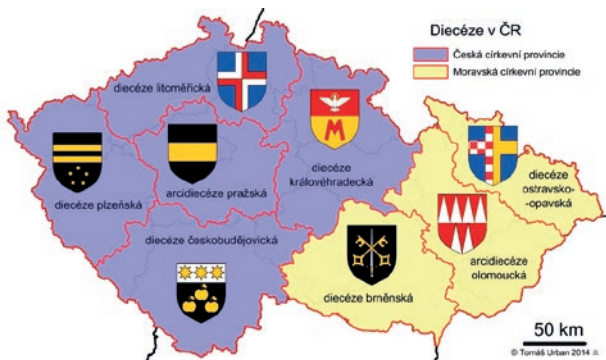 Diecéze v ČR
Česká církevní provincie
Moravská církevní provincie
diecéze litoměřická
diecéze plzeňská
arcidiecéze pražská
diecéze
královéhradecká
diecéze
ostravsko-
-opavská
diecéze českobudějovická
diecéze brněnská
arcidiecéze
olomoucká
M
50 km
© Tomáš Urban 2014